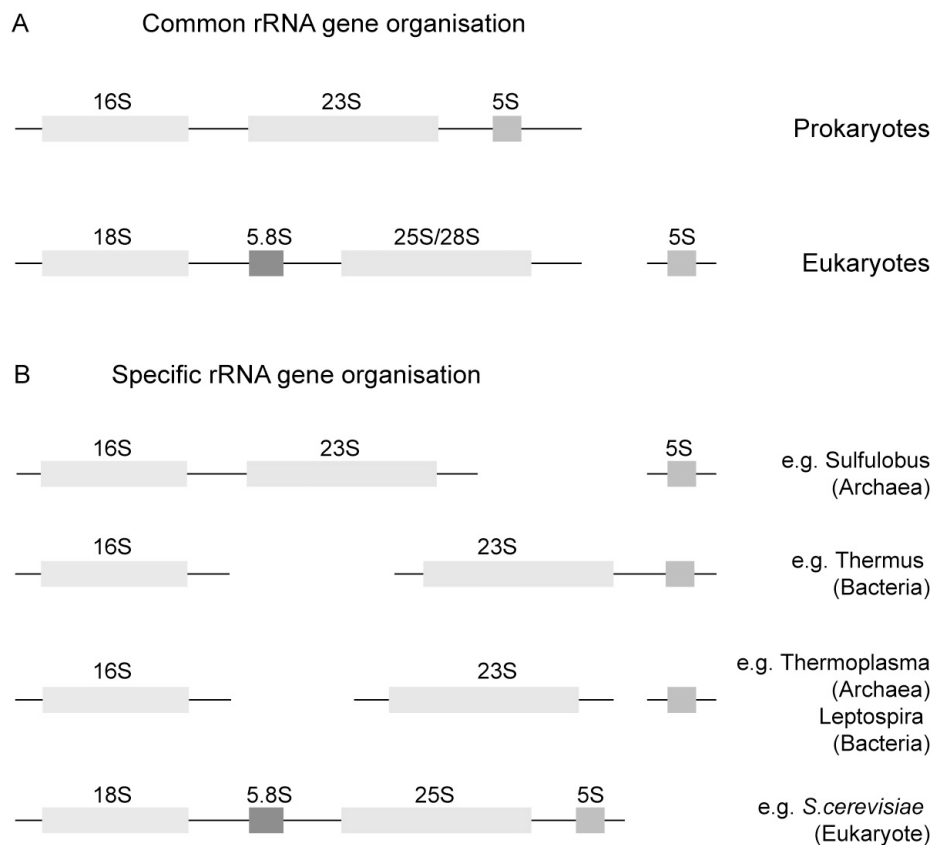 A Common rRNA gene organisation
16S 23S 5S
Prokaryotes
18S 5.8S 25S/28S 5S
Eukaryotes
B Specific rRNA gene organisation
16S 23S 5S
e.g. Sulfulobus
(Archaea)
16S 23S
e.g. Thermus
(Bacteria)
16S 23S
e.g. Thermoplasma
(Archaea)
Leptospira
(Bacteria)
18S 5.8S 25S 5S
e.g. S.cerevisiae
(Eukaryote)